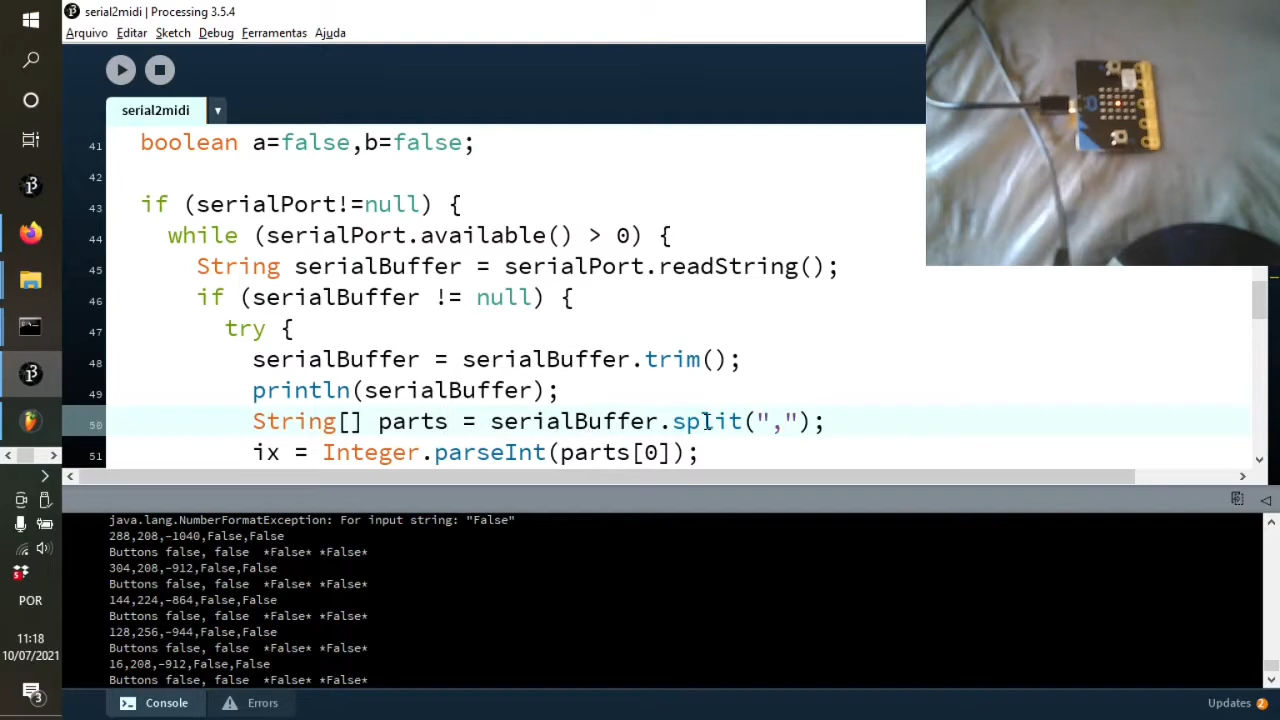 serial2midi | Processing 3.5.4
Arquivo Editar Sketch Debug Ferramentas Ajuda
serial2midi
41 boolean a=false,b=false;
42
43 if (serialPort!=null) {
44 while (serialPort.available() > 0) {
45 String serialBuffer = serialPort.readString();
46 if (serialBuffer != null) {
47 try {
48 serialBuffer = serialBuffer.trim();
49 println(serialBuffer);
50 String[] parts = serialBuffer.split(",");
51 ix = Integer.parseInt(parts[0]);
java.lang.NumberFormatException: For input string: "False"
288,208,-1040,False,False
Buttons false, false *False* *False*
304,208,-912,False,False
Buttons false, false *False* *False*
144,224,-864,False,False
Buttons false, false *False* *False*
128,256,-944,False,False
Buttons false, false *False* *False*
16,208,-912,False,False
Buttons false, false *False* *False*
Console Errors
Updates 2
POR
11:18
10/07/2021
3